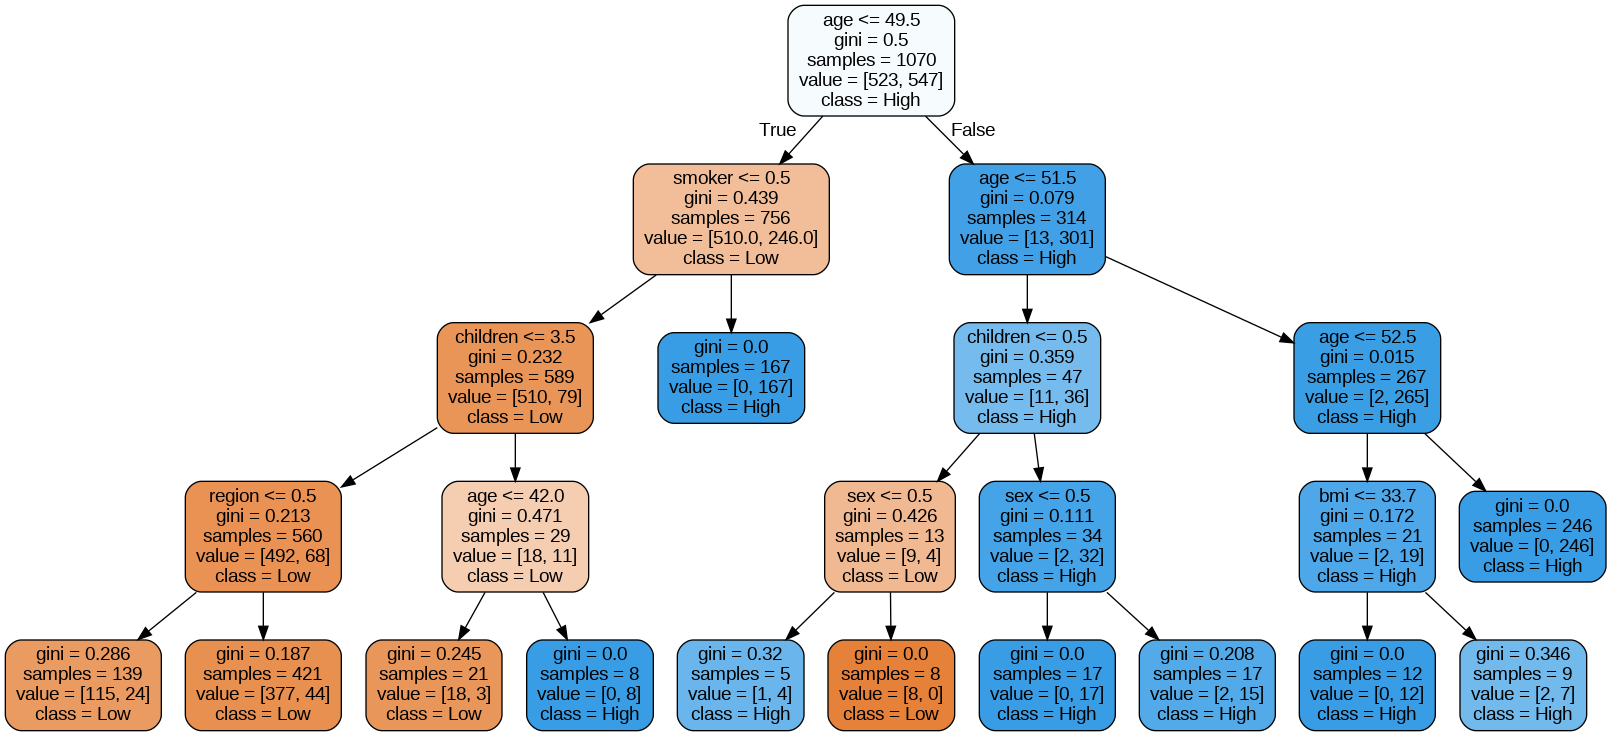 age <= 49.5
gini = 0.5
samples = 1070
value = [523, 547]
class = High
True
False
smoker <= 0.5
gini = 0.439
samples = 756
value = [510.0, 246.0]
class = Low
age <= 51.5
gini = 0.079
samples = 314
value = [13, 301]
class = High
children <= 3.5
gini = 0.232
samples = 589
value = [510, 79]
class = Low
gini = 0.0
samples = 167
value = [0, 167]
class = High
children <= 0.5
gini = 0.359
samples = 47
value = [11, 36]
class = High
age <= 52.5
gini = 0.015
samples = 267
value = [2, 265]
class = High
region <= 0.5
gini = 0.213
samples = 560
value = [492, 68]
class = Low
age <= 42.0
gini = 0.471
samples = 29
value = [18, 11]
class = Low
sex <= 0.5
gini = 0.426
samples = 13
value = [9, 4]
class = Low
sex <= 0.5
gini = 0.111
samples = 34
value = [2, 32]
class = High
bmi <= 33.7
gini = 0.172
samples = 21
value = [2, 19]
class = High
gini = 0.0
samples = 246
value = [0, 246]
class = High
gini = 0.286
samples = 139
value = [115, 24]
class = Low
gini = 0.187
samples = 421
value = [377, 44]
class = Low
gini = 0.245
samples = 21
value = [18, 3]
class = Low
gini = 0.0
samples = 8
value = [0, 8]
class = High
gini = 0.32
samples = 5
value = [1, 4]
class = High
gini = 0.0
samples = 8
value = [8, 0]
class = Low
gini = 0.0
samples = 17
value = [0, 17]
class = High
gini = 0.208
samples = 17
value = [2, 15]
class = High
gini = 0.0
samples = 12
value = [0, 12]
class = High
gini = 0.346
samples = 9
value = [2, 7]
class = High